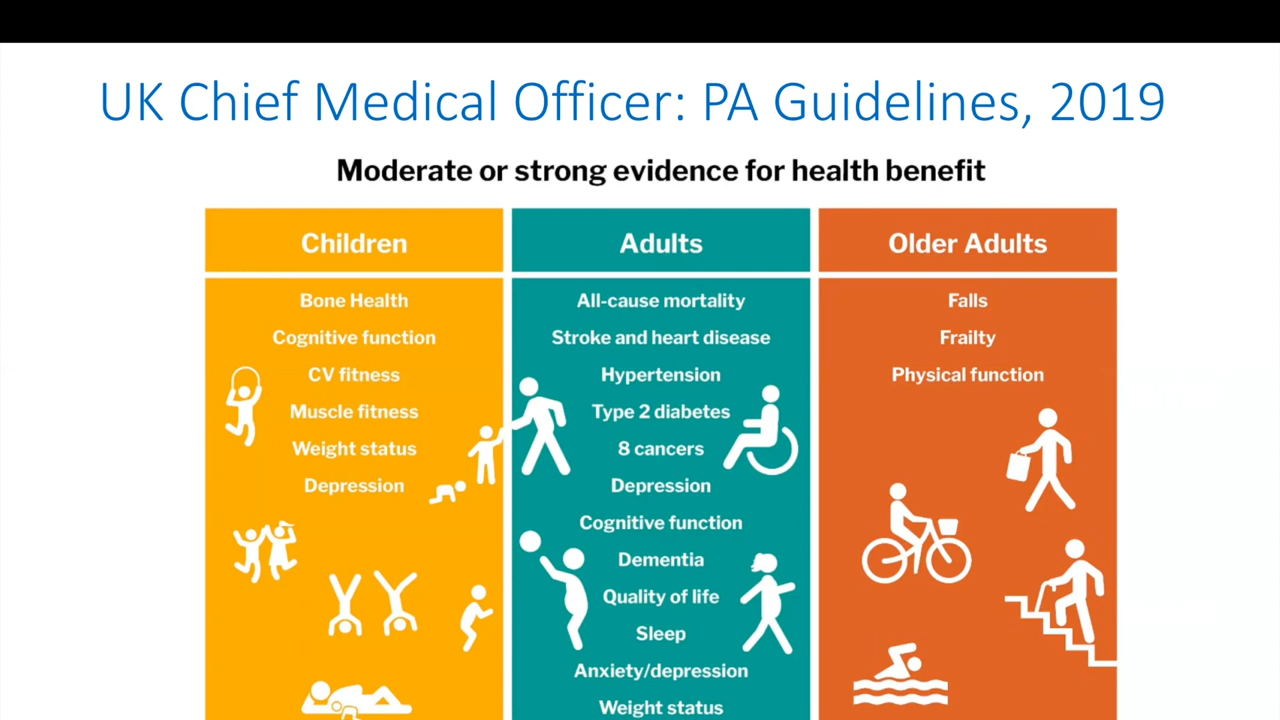 UK Chief Medical Officer: PA Guidelines, 2019
Moderate or strong evidence for health benefit
Children
Bone Health
Cognitive function
CV fitness
Muscle fitness
Weight status
Depression
Adults
All-cause mortality
Stroke and heart disease
Hypertension
Type 2 diabetes
8 cancers
Depression
Cognitive function
Dementia
Quality of life
Sleep
Anxiety/depression
Weight status
Older Adults
Falls
Frailty
Physical function